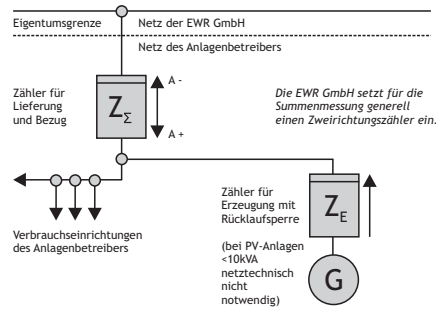 Eigentumsgrenze
Netz der EWR GmbH
Netz des Anlagenbetreibers
A -
Zähler für
Lieferung
und Bezug
ZΣ
A +
Die EWR GmbH setzt für die
Summenmessung generell
einen Zweirichtungszähler ein.
Verbrauchseinrichtungen
des Anlagenbetreibers
Zähler für
Erzeugung mit
Rücklaufsperre
(bei PV-Anlagen
<10kVA
netztechnisch
nicht
notwendig)
ZE
G